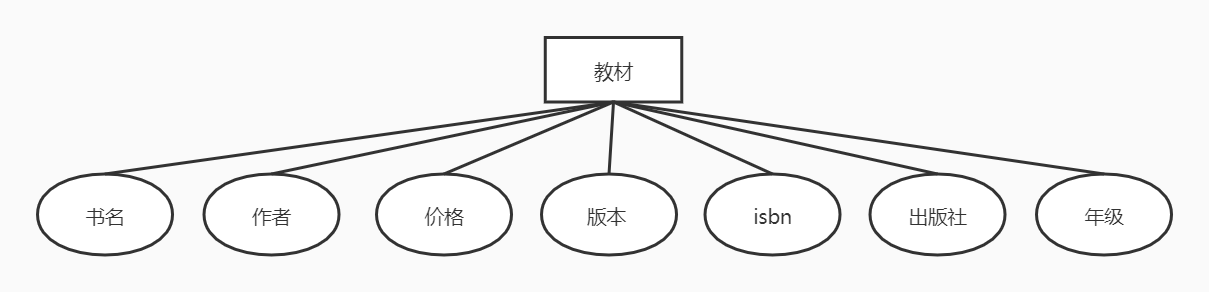 教材
书名
作者
价格
版本
isbn
出版社
年级